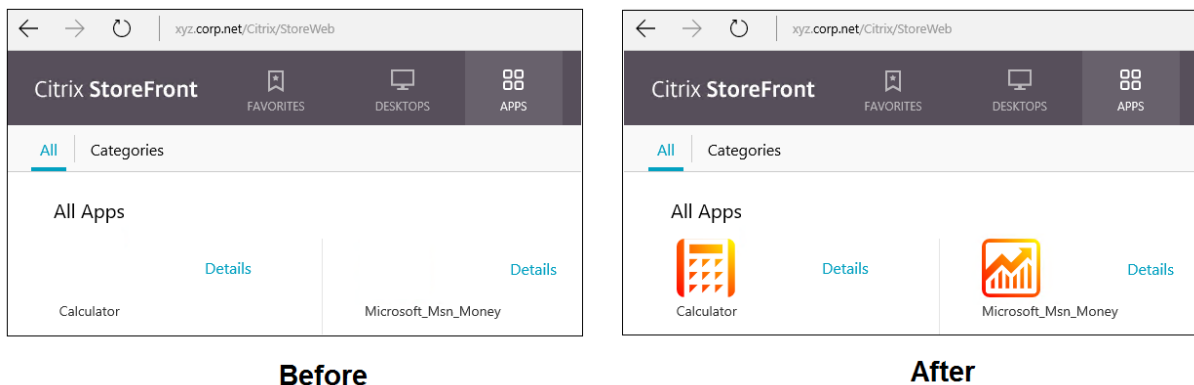 xyz.corp.net/Citrix/StoreWeb
Citrix StoreFront
FAVORITES
DESKTOPS
APPS
All
Categories
All Apps
Details
Details
Calculator
Microsoft_Msn_Money
Before
xyz.corp.net/Citrix/StoreWeb
Citrix StoreFront
FAVORITES
DESKTOPS
APPS
All
Categories
All Apps
Details
Details
Calculator
Microsoft_Msn_Money
After